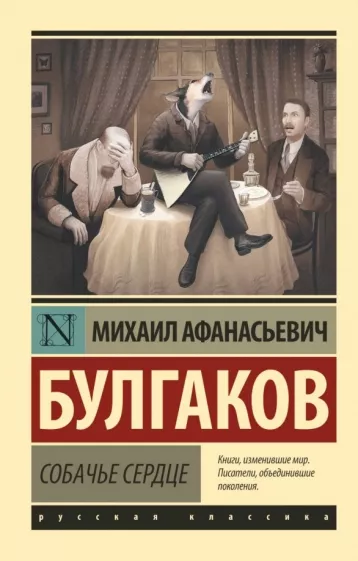 N
МИХАИЛ АФАНАСЬЕВИЧ
БУЛГАКОВ
СОБАЧЬЕ СЕРДЦЕ
Книги, изменившие мир.
Писатели, объединившие
поколения.
русская классика